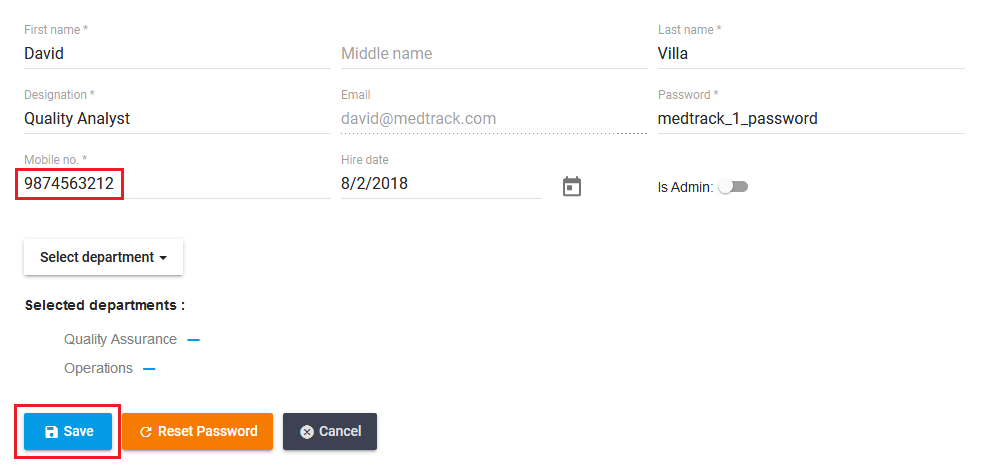 First name *
Last name *
David
Middle name
Villa
Designation *
Email
Password *
Quality Analyst
david@medtrack.com
medtrack_1_password
Mobile no. *
Hire date
9874563212
8/2/2018
Is Admin:
Select department
Selected departments :
Quality Assurance
Operations
Save
Reset Password
Cancel